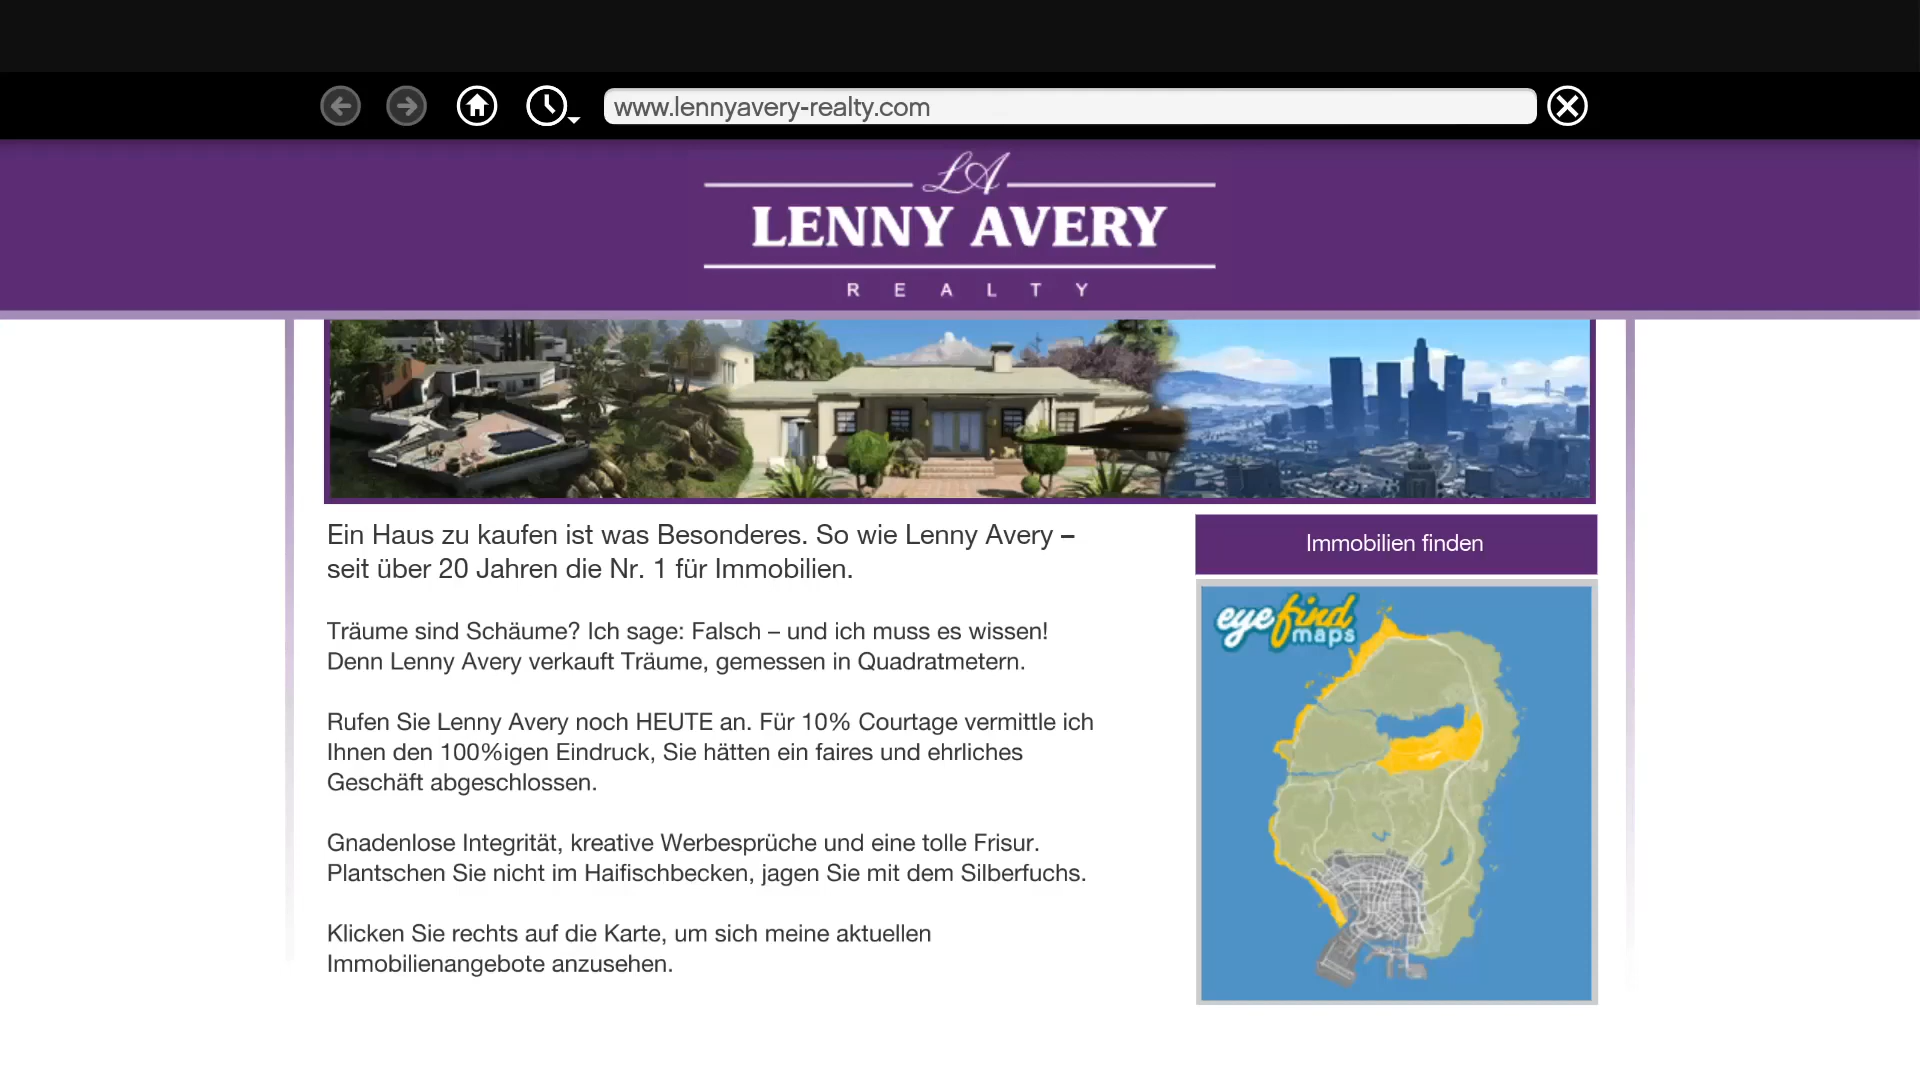 www.lennyavery-realty.com
LA
LENNY AVERY
REALTY
Ein Haus zu kaufen ist was Besonderes. So wie Lenny Avery –
seit über 20 Jahren die Nr. 1 für Immobilien.
Träume sind Schäume? Ich sage: Falsch – und ich muss es wissen!
Denn Lenny Avery verkauft Träume, gemessen in Quadratmetern.
Rufen Sie Lenny Avery noch HEUTE an. Für 10% Courtage vermittle ich
Ihnen den 100%igen Eindruck, Sie hätten ein faires und ehrliches
Geschäft abgeschlossen.
Gnadenlose Integrität, kreative Werbesprüche und eine tolle Frisur.
Plantschen Sie nicht im Haifischbecken, jagen Sie mit dem Silberfuchs.
Klicken Sie rechts auf die Karte, um sich meine aktuellen
Immobilienangebote anzusehen.
Immobilien finden
eyefind
maps